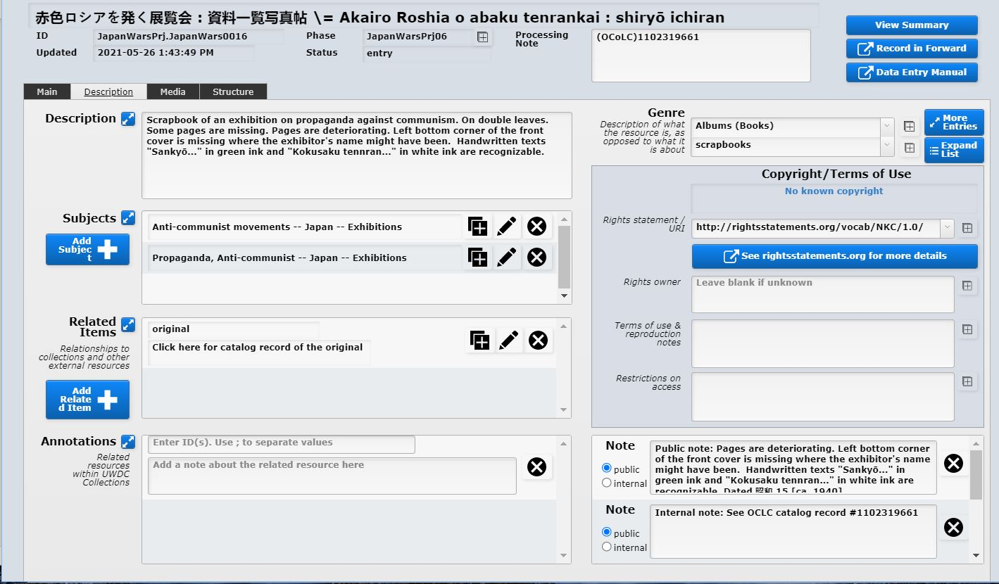 赤色ロシアを発く展覧会 : 資料一覧写真帖 \= Akairo Roshia o abaku tenrankai : shiryō ichiran
ID
JapanWarsPrj.JapanWars0016
Phase
JapanWarsPrj06
Processing
Note
(OCoLC)1102319661
Updated
2021-05-26 1:43:49 PM
Status
entry
View Summary
Record in Forward
Data Entry Manual
Main
Description
Media
Structure
Description
Scrapbook of an exhibition on propaganda against communism. On double leaves.
Some pages are missing. Pages are deteriorating. Left bottom corner of the front
cover is missing where the exhibitor's name might have been.  Handwritten texts
"Sankyō..." in green ink and "Kokusaku tennran..." in white ink are recognizable.
Subjects
Add
Subjec
t
Anti-communist movements -- Japan -- Exhibitions
Propaganda, Anti-communist -- Japan -- Exhibitions
Related
Items
Relationships to
collections and other
external resources
Add
Relate
d Item
original
Click here for catalog record of the original
Annotations
Related
resources
within UWDC
Collections
Enter ID(s). Use ; to separate values
Add a note about the related resource here
Genre
Description of what
the resource is, as
opposed to what it
is about
Albums (Books)
scrapbooks
More
Entries
Expand
List
Copyright/Terms of Use
No known copyright
Rights statement /
URI
http://rightsstatements.org/vocab/NKC/1.0/
See rightsstatements.org for more details
Rights owner
Leave blank if unknown
Terms of use &
reproduction
notes
Restrictions on
access
Note
public
internal
Public note: Pages are deteriorating. Left bottom corner
of the front cover is missing where the exhibitor's name
might have been.  Handwritten texts "Sankyō..." in
green ink and "Kokusaku tennran..." in white ink are
recognizable. Dated 昭和 15 [ca. 1940]
Note
public
internal
Internal note: See OCLC catalog record #1102319661